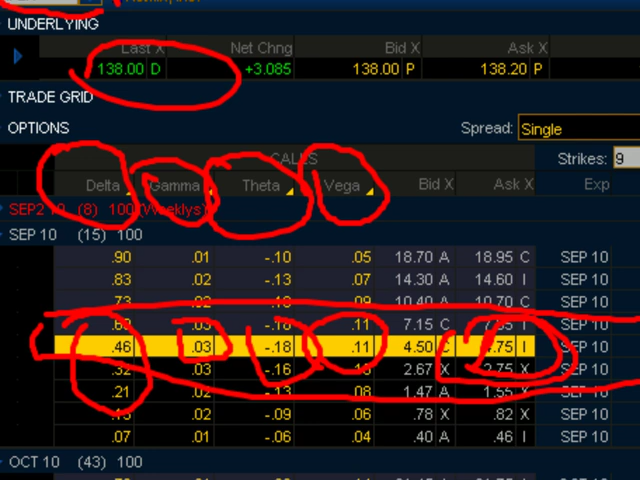 UNDERLYING
Last X Net Chng Bid X Ask X
138.00 D +3.085 138.00 P 138.20 P
TRADE GRID
OPTIONS Spread: Single
CALLS Strikes: 9
Delta Gamma Theta Vega Bid X Ask X Exp
SEP2 10 (8) 100 (Weeklys)
SEP 10 (15) 100
.90 .01 -.10 .05 18.70 A 18.95 C SEP 10
.83 .02 -.13 .07 14.30 A 14.60 I SEP 10
.73 .02 .09 10.40 A 10.70 C SEP 10
.03 .11 7.15 C SEP 10
.46 .03 -.18 .11 4.50 C .75 I SEP 10
.32 .03 -.16 2.67 X 2.75 X SEP 10
.21 .02 -.13 .08 1.47 A 1.55 X SEP 10
.02 -.09 .06 .78 X .82 X SEP 10
.07 .01 -.06 .04 .40 A .46 I SEP 10
OCT 10 (43) 100